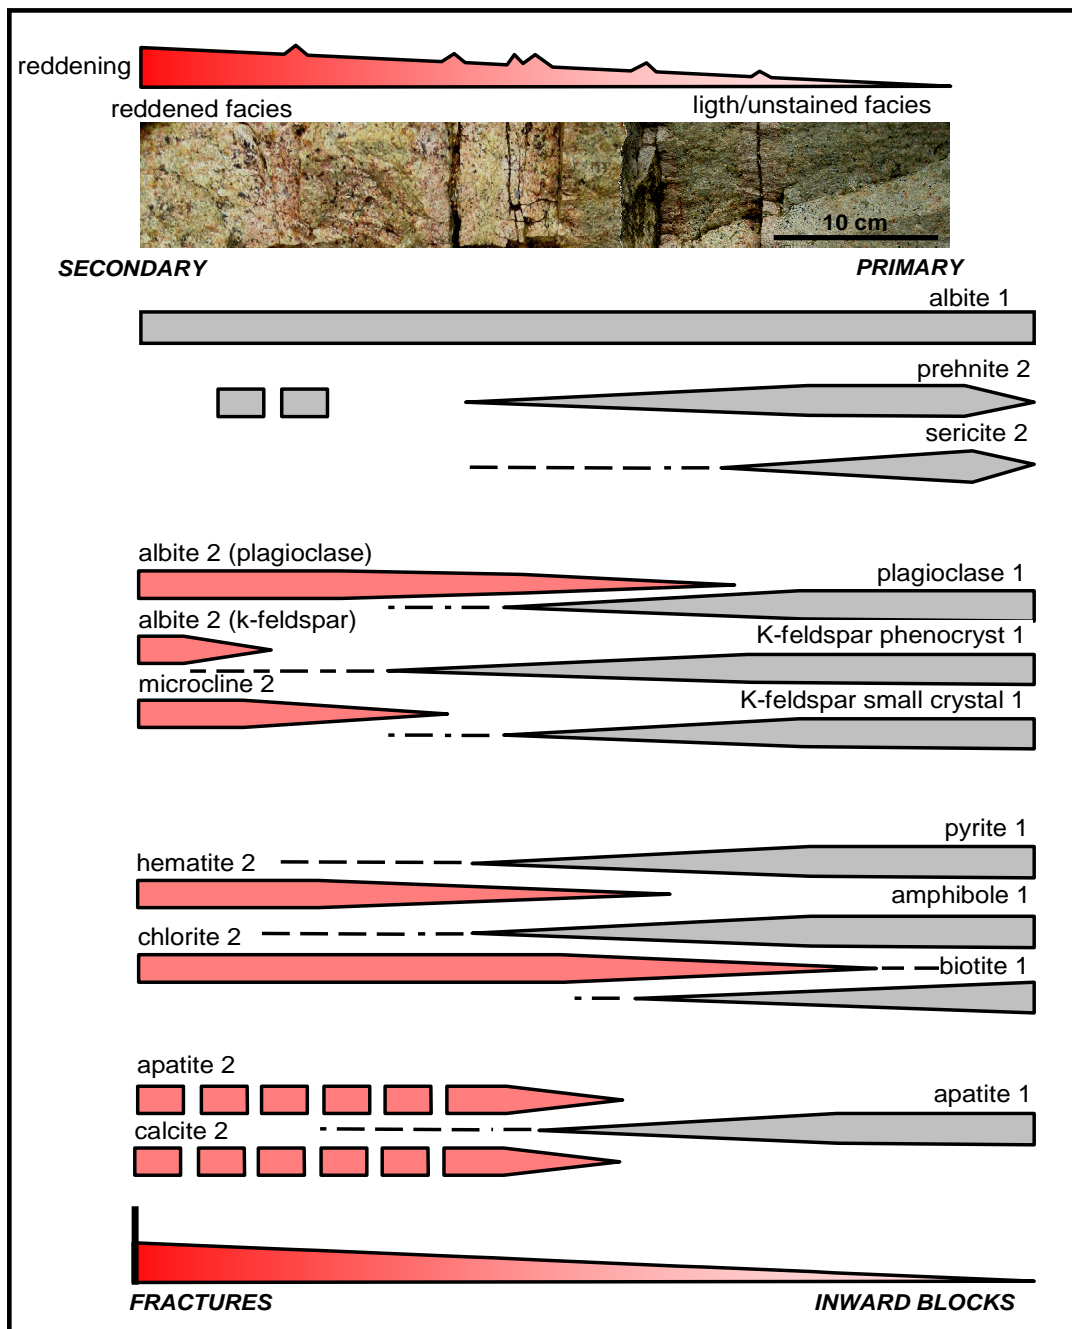 reddening
reddened facies
ligth/unstained facies
10 cm
SECONDARY
PRIMARY
albite 1
prehnite 2
sericite 2
albite 2 (plagioclase)
plagioclase 1
albite 2 (k-feldspar)
K-feldspar phenocryst 1
microcline 2
K-feldspar small crystal 1
pyrite 1
hematite 2
amphibole 1
chlorite 2
biotite 1
apatite 2
apatite 1
calcite 2
FRACTURES
INWARD BLOCKS